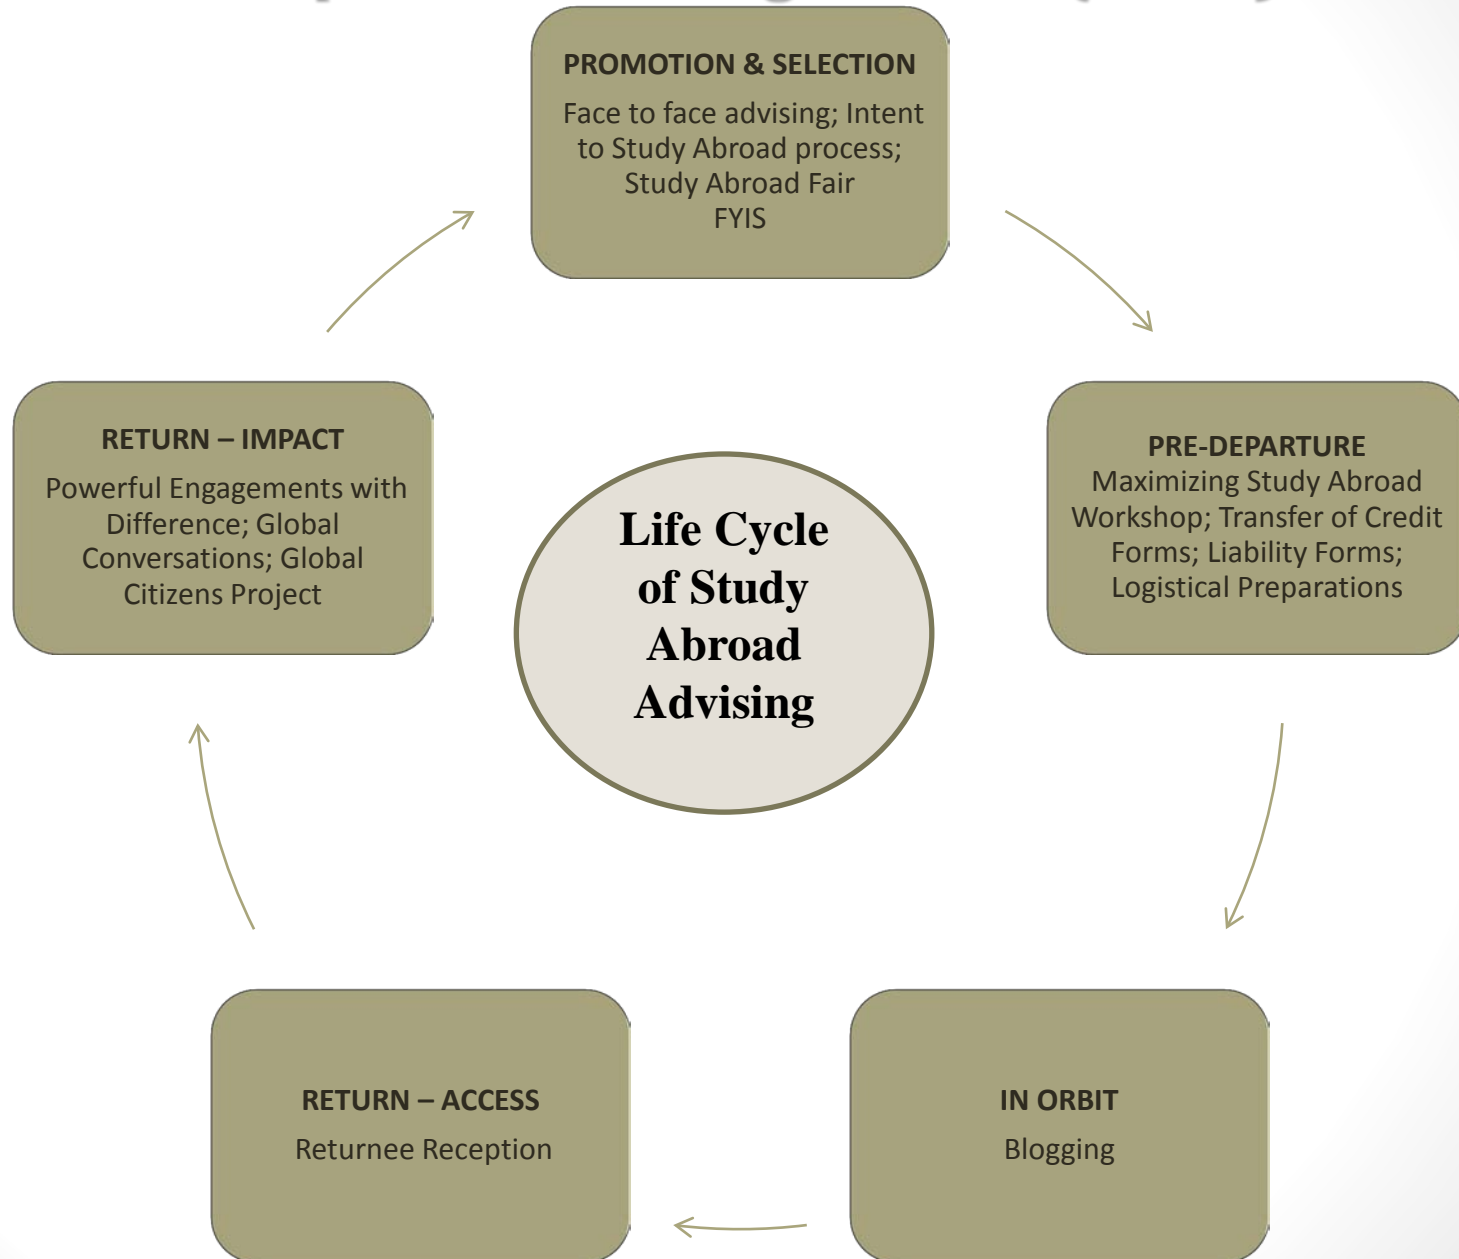 PROMOTION & SELECTION
Face to face advising; Intent
to Study Abroad process;
Study Abroad Fair
FYIS
RETURN – IMPACT
Powerful Engagements with
Difference; Global
Conversations; Global
Citizens Project
Life Cycle
of Study
Abroad
Advising
PRE-DEPARTURE
Maximizing Study Abroad
Workshop; Transfer of Credit
Forms; Liability Forms;
Logistical Preparations
RETURN – ACCESS
Returnee Reception
IN ORBIT
Blogging